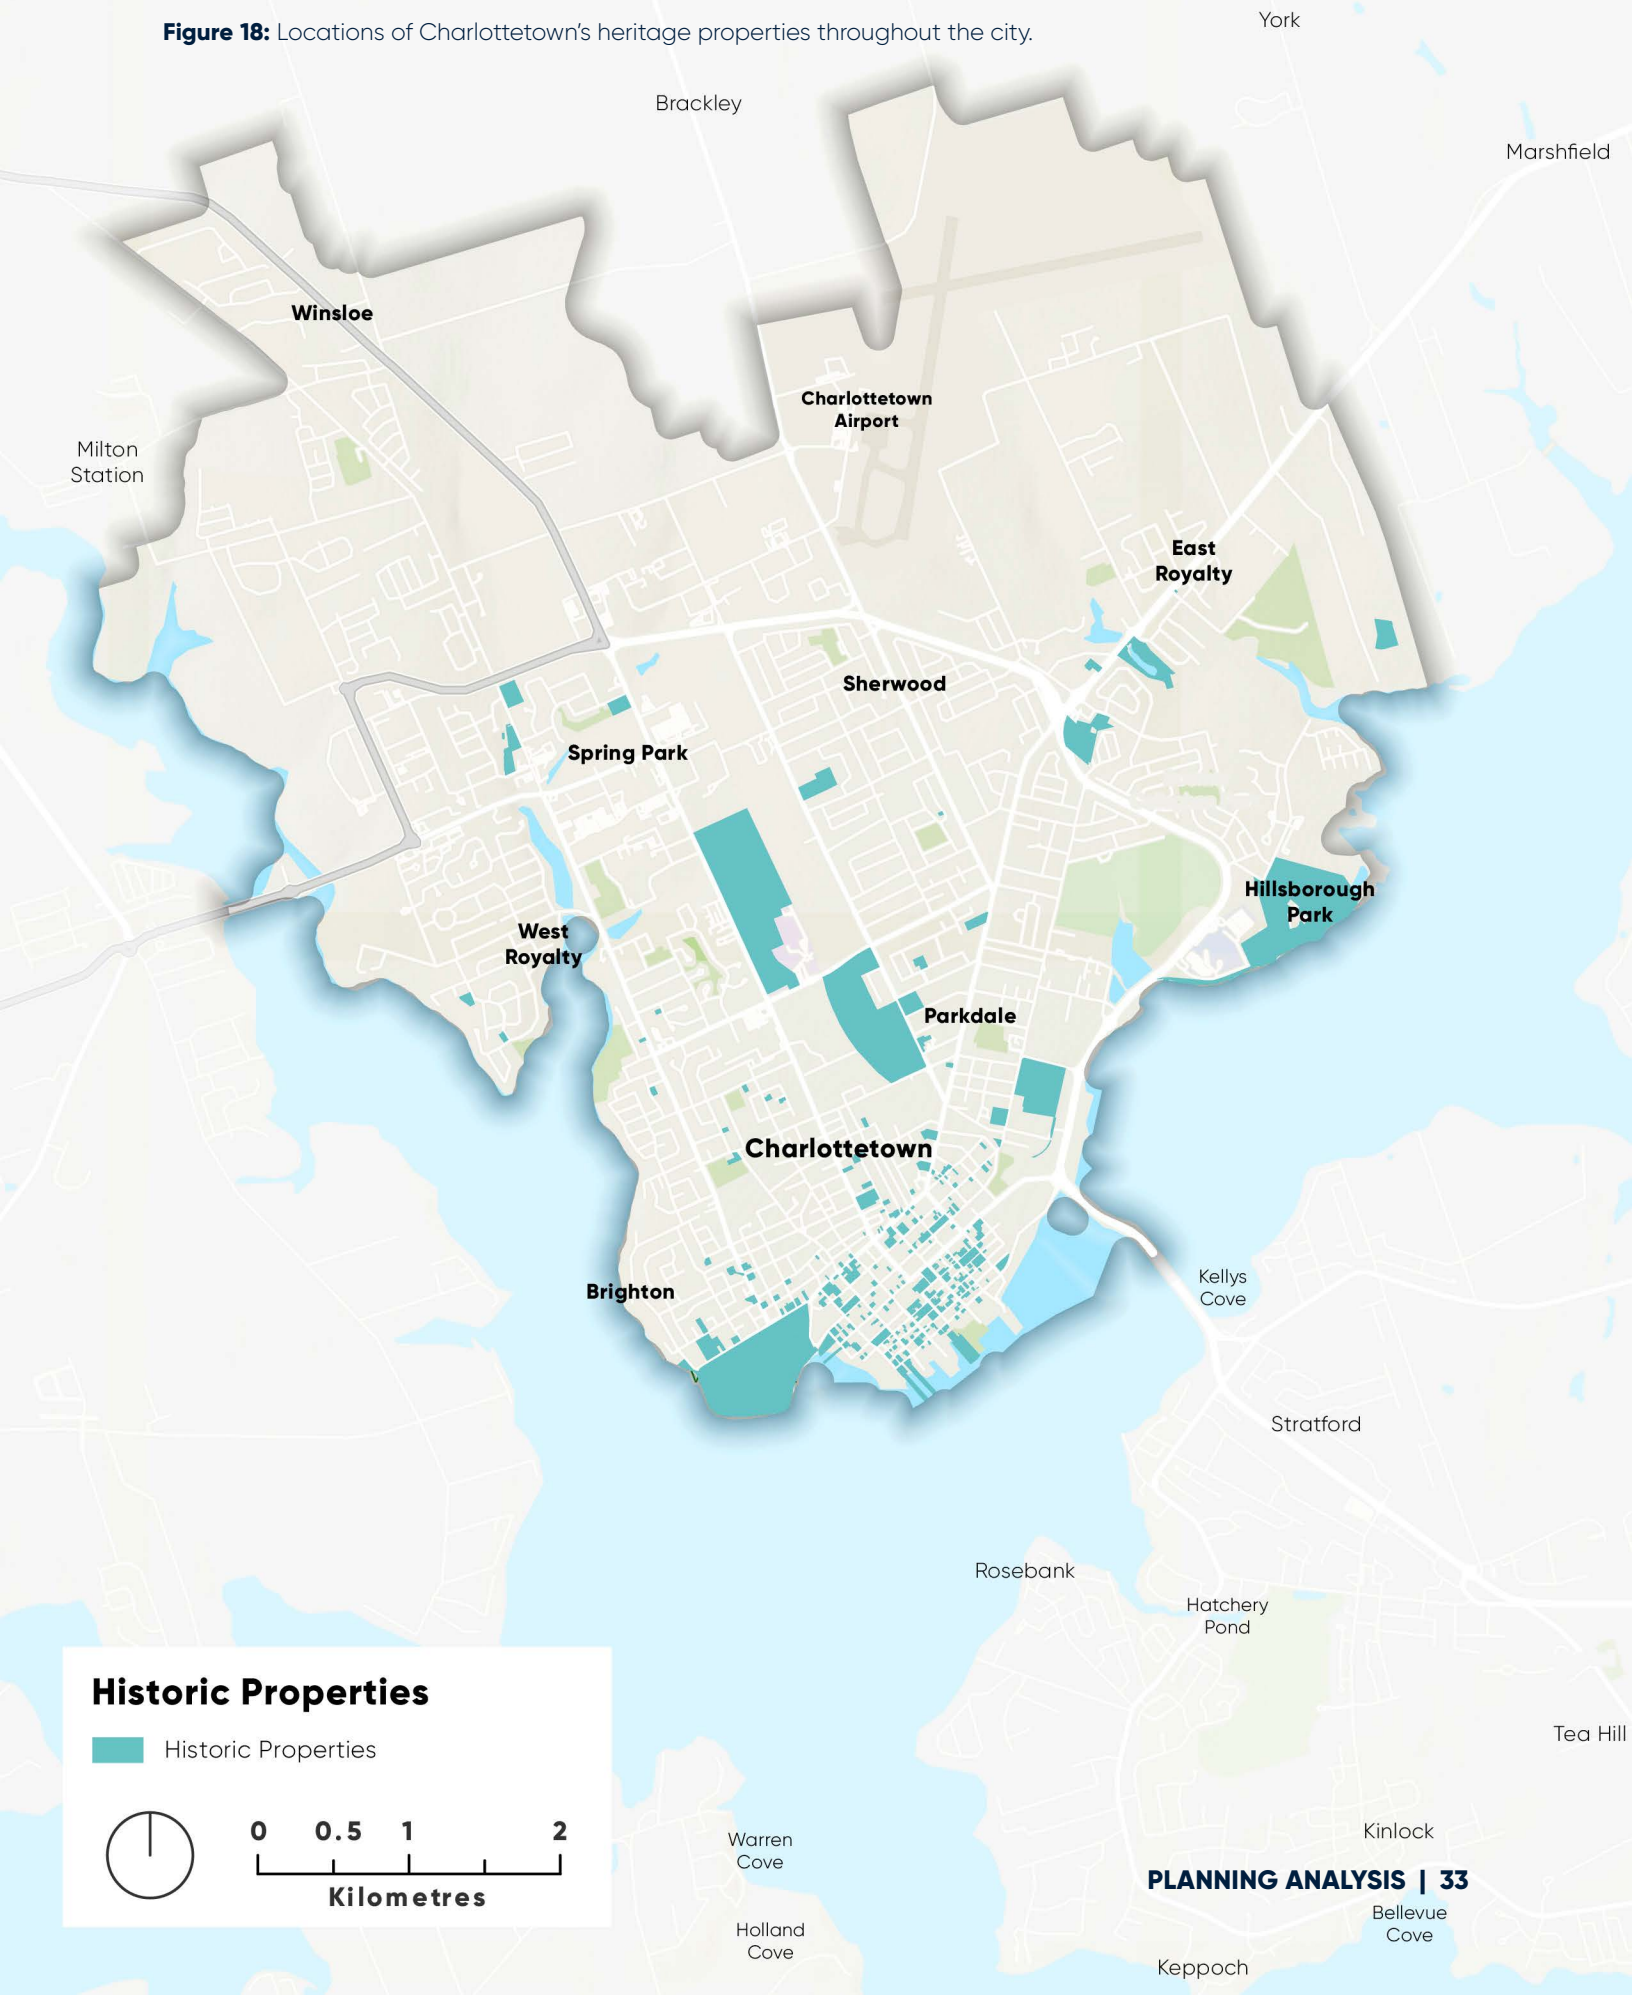 Figure 18: Locations of Charlottetown's heritage properties throughout the city.
York
Brackley
Marshfield
Winsloe
Charlottetown
Airport
Milton
Station
East
Royalty
Sherwood
Spring Park
Hillsborough
Park
West
Royalty
Parkdale
Charlottetown
Brighton
Kellys
Cove
Stratford
Rosebank
Hatchery
Pond
Historic Properties
Historic Properties
Tea Hill
0 0.5 1 2
Kilometres
Warren
Cove
Kinlock
PLANNING ANALYSIS | 33
Bellevue
Cove
Holland
Cove
Keppoch